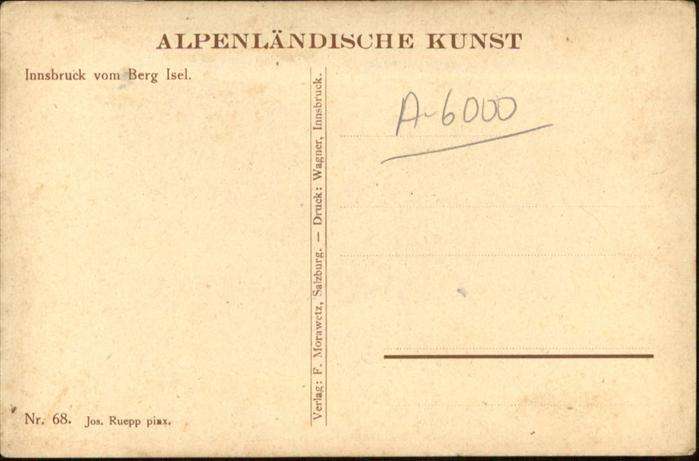 ALPENLÄNDISCHE KUNST
Innsbruck vom Berg Isel.
Verlag: F. Morawetz, Salzburg. — Druck: Wagner, Innsbruck.
A-6000
Nr. 68. Jos. Ruepp pinx.